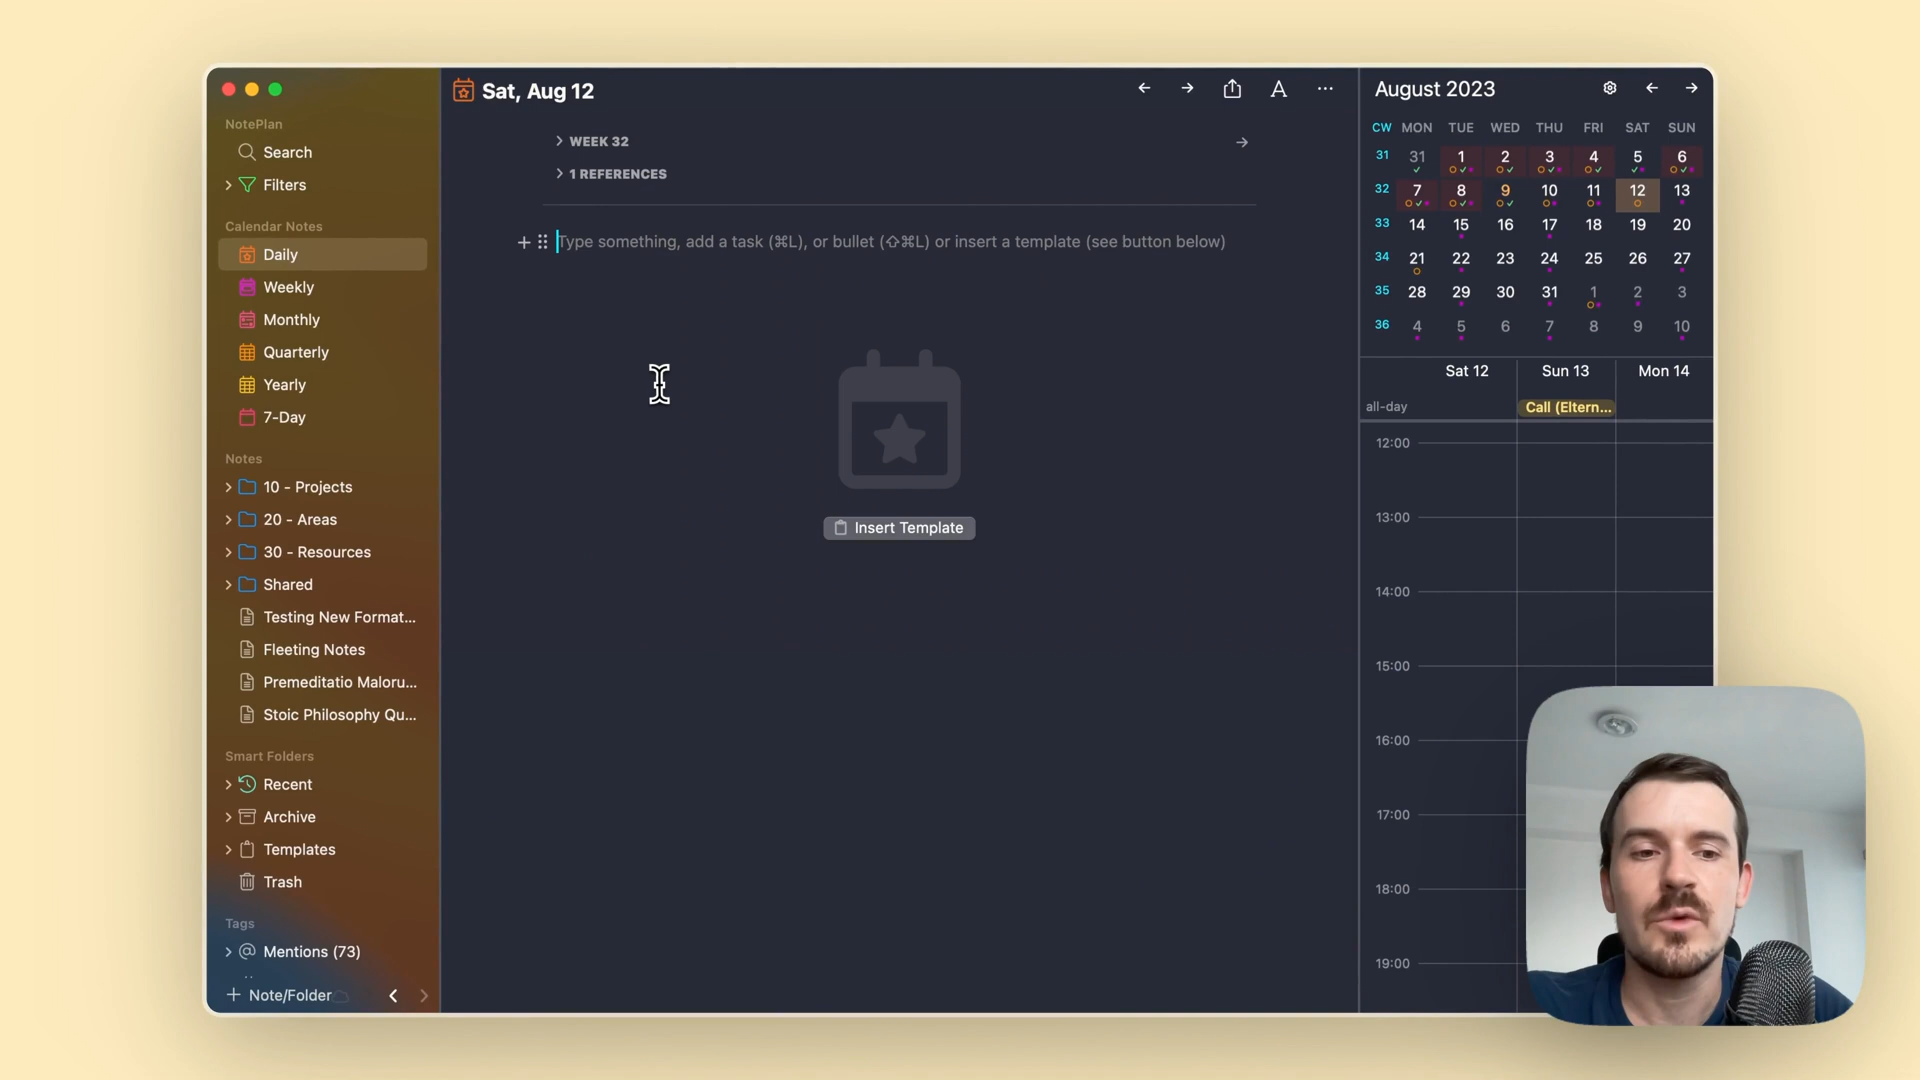 NotePlan
Search
Filters
Calendar Notes
Daily
Weekly
Monthly
Quarterly
Yearly
7-Day
Notes
10 - Projects
20 - Areas
30 - Resources
Shared
Testing New Format...
Fleeting Notes
Premeditatio Maloru...
Stoic Philosophy Qu...
Smart Folders
Recent
Archive
Templates
Trash
Tags
Mentions (73)
+ Note/Folder
Sat, Aug 12
WEEK 32
1 REFERENCES
Type something, add a task (⌘L), or bullet (⇧⌘L) or insert a template (see button below)
Insert Template
August 2023
CW MON TUE WED THU FRI SAT SUN
31 31 1 2 3 4 5 6
32 7 8 9 10 11 12 13
33 14 15 16 17 18 19 20
34 21 22 23 24 25 26 27
35 28 29 30 31 1 2 3
36 4 5 6 7 8 9 10
Sat 12 Sun 13 Mon 14
all-day Call (Eltern...
12:00
13:00
14:00
15:00
16:00
17:00
18:00
19:00